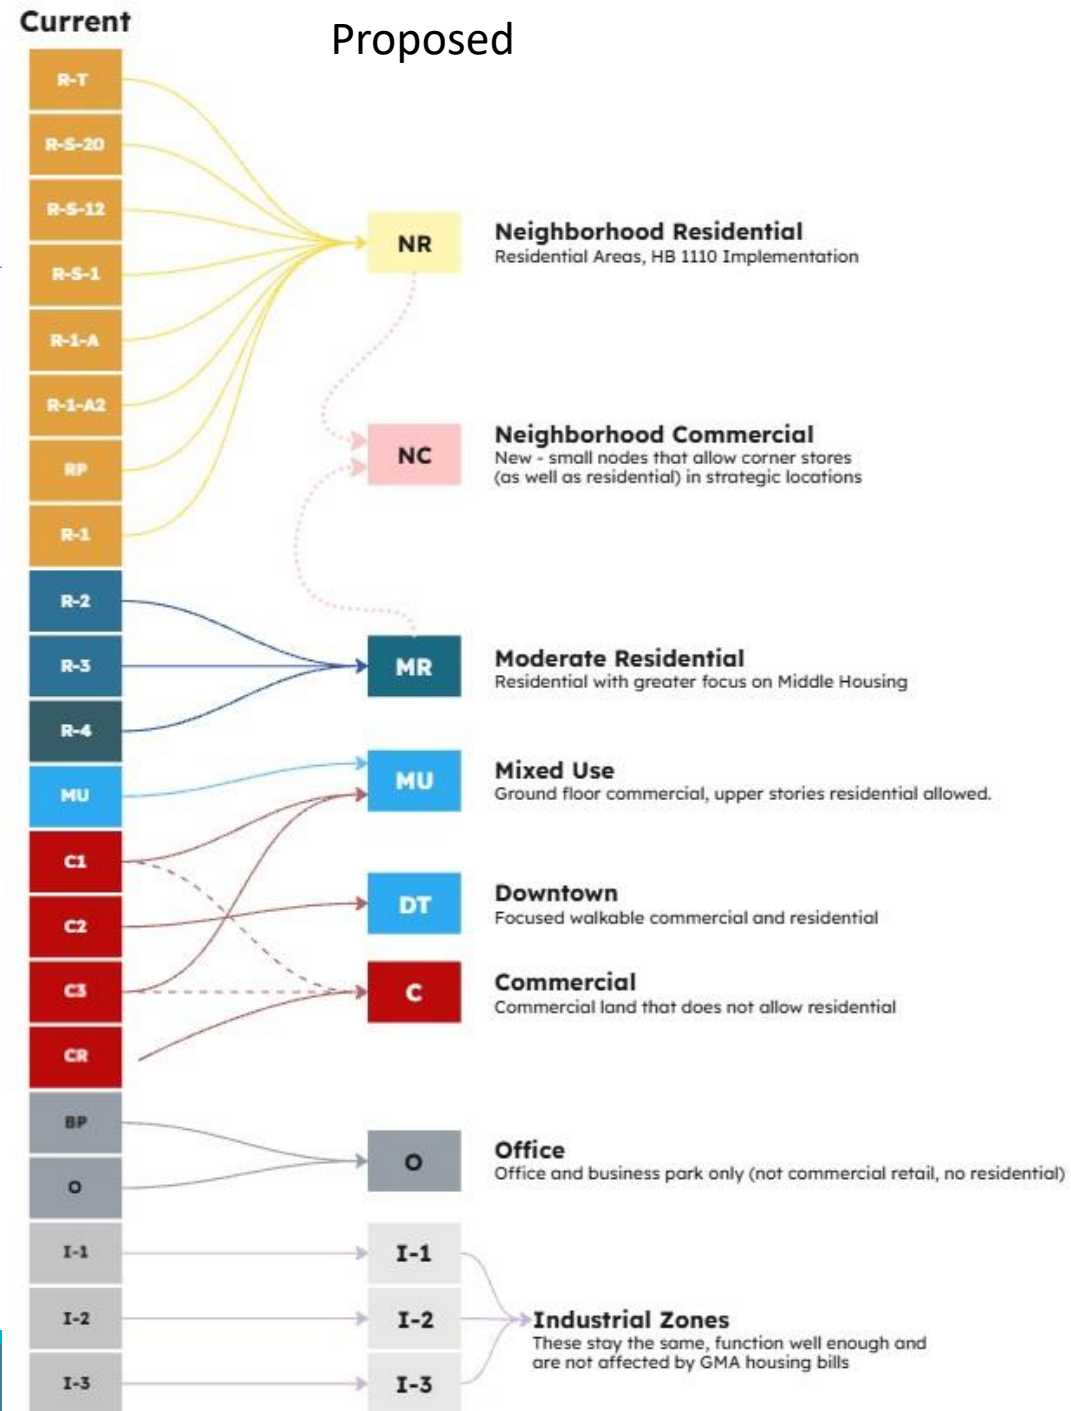 Current
Proposed
R-T
R-S-20
R-S-12
R-S-1
R-1-A
R-1-A2
RP
R-1
R-2
R-3
R-4
MU
C1
C2
C3
CR
BP
O
I-1
I-2
I-3
NR
Neighborhood Residential
Residential Areas, HB 1110 Implementation
NC
Neighborhood Commercial
New - small nodes that allow corner stores
(as well as residential) in strategic locations
MR
Moderate Residential
Residential with greater focus on Middle Housing
MU
Mixed Use
Ground floor commercial, upper stories residential allowed.
DT
Downtown
Focused walkable commercial and residential
C
Commercial
Commercial land that does not allow residential
O
Office
Office and business park only (not commercial retail, no residential)
I-1
I-2
I-3
Industrial Zones
These stay the same, function well enough and
are not affected by GMA housing bills